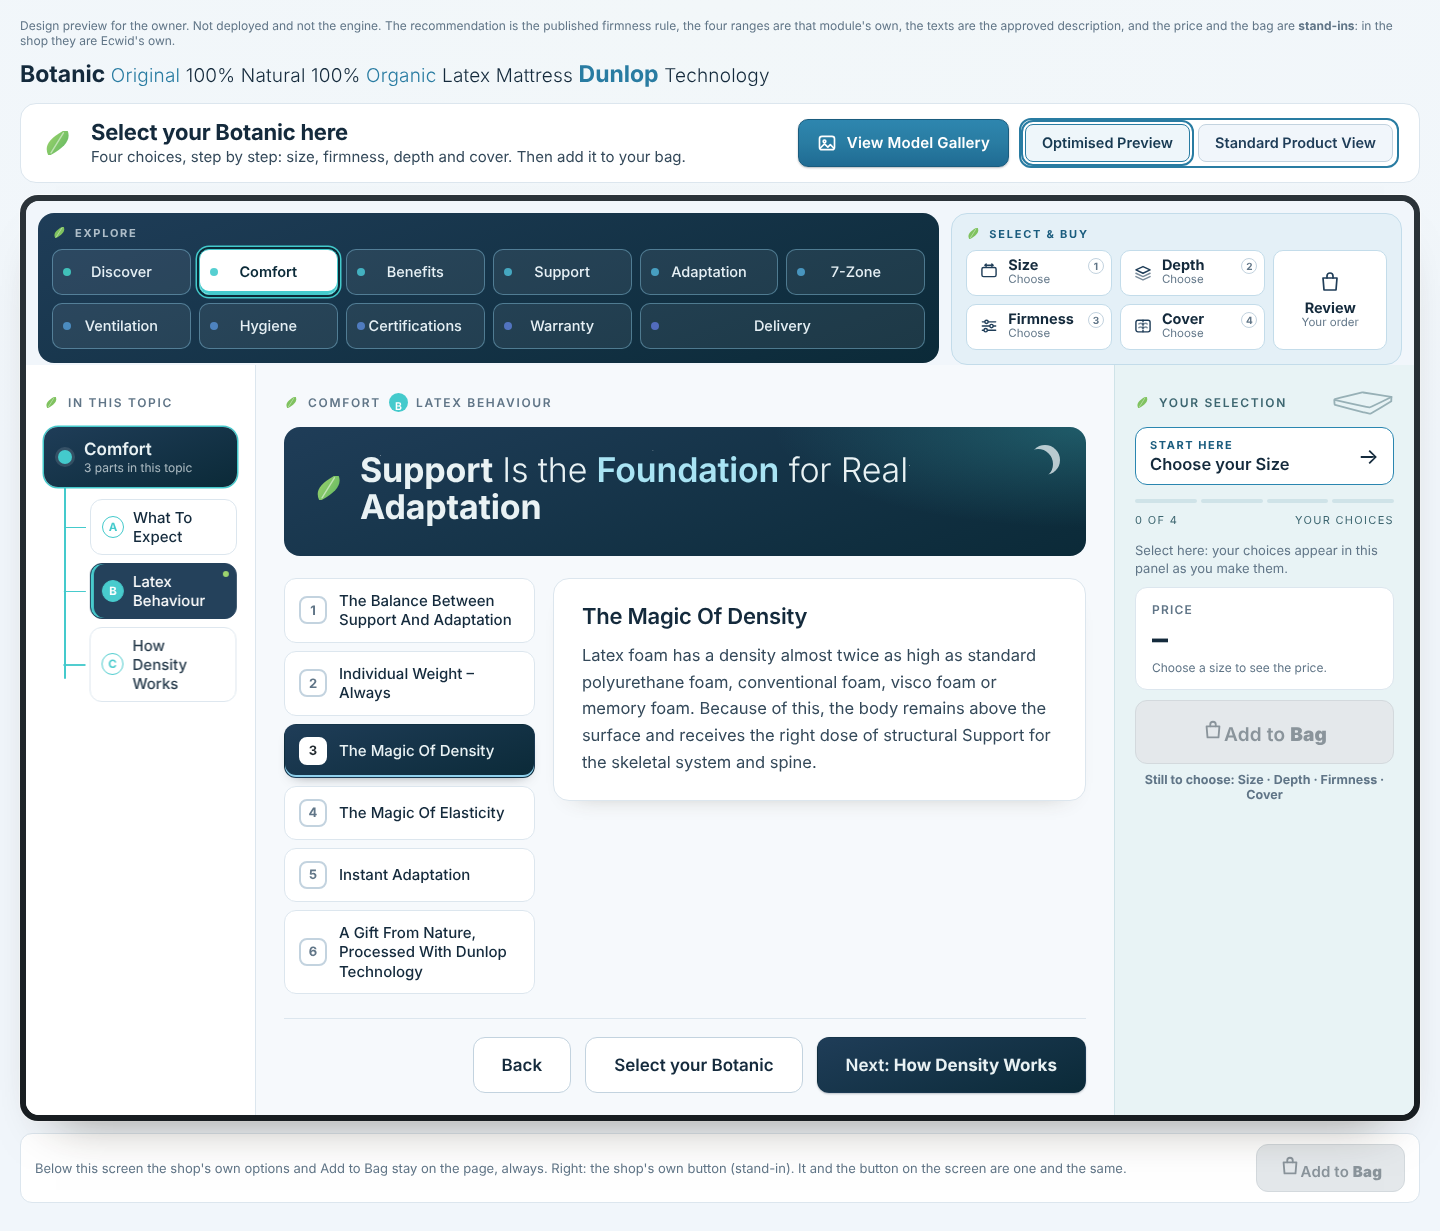 Design preview for the owner. Not deployed and not the engine. The recommendation is the published firmness rule, the four ranges are that module's own, the texts are the approved description, and the price and the bag are stand-ins: in the
shop they are Ecwid's own.
Botanic Original 100% Natural 100% Organic Latex Mattress Dunlop Technology
Select your Botanic here
Four choices, step by step: size, firmness, depth and cover. Then add it to your bag.
View Model Gallery
Optimised Preview
Standard Product View
EXPLORE
Discover
Comfort
Benefits
Support
Adaptation
7-Zone
Ventilation
Hygiene
Certifications
Warranty
Delivery
SELECT & BUY
Size
Choose
1
Depth
Choose
2
Firmness
Choose
3
Cover
Choose
4
Review
Your order
IN THIS TOPIC
Comfort
3 parts in this topic
A
What To
Expect
B
Latex
Behaviour
C
How
Density
Works
COMFORT B LATEX BEHAVIOUR
Support Is the Foundation for Real
Adaptation
1
The Balance Between
Support And Adaptation
2
Individual Weight –
Always
3
The Magic Of Density
4
The Magic Of Elasticity
5
Instant Adaptation
6
A Gift From Nature,
Processed With Dunlop
Technology
The Magic Of Density
Latex foam has a density almost twice as high as standard
polyurethane foam, conventional foam, visco foam or
memory foam. Because of this, the body remains above the
surface and receives the right dose of structural Support for
the skeletal system and spine.
Back
Select your Botanic
Next: How Density Works
YOUR SELECTION
START HERE
Choose your Size
0 OF 4
YOUR CHOICES
Select here: your choices appear in this
panel as you make them.
PRICE
–
Choose a size to see the price.
Add to Bag
Still to choose: Size · Depth · Firmness ·
Cover
Below this screen the shop's own options and Add to Bag stay on the page, always. Right: the shop's own button (stand-in). It and the button on the screen are one and the same.
Add to Bag